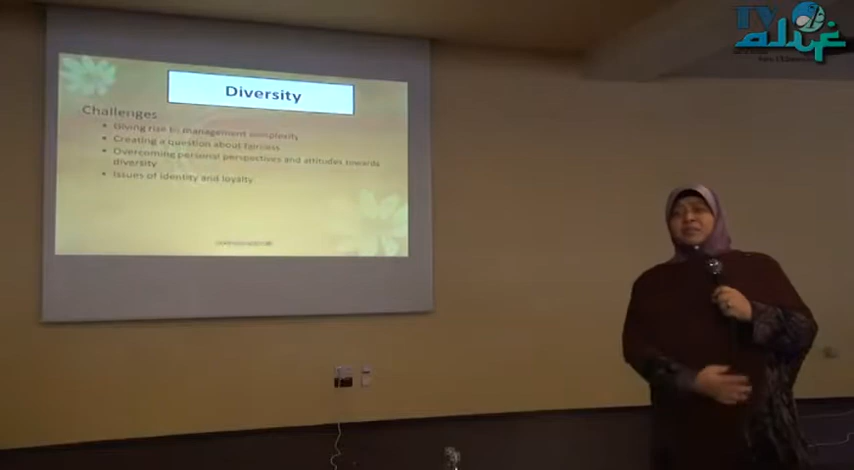 TV
Diversity
Challenges
• Giving rise to management complexity
• Creating a question about fairness
• Overcoming personal perspectives and attitudes towards
diversity
• Issues of identity and loyalty